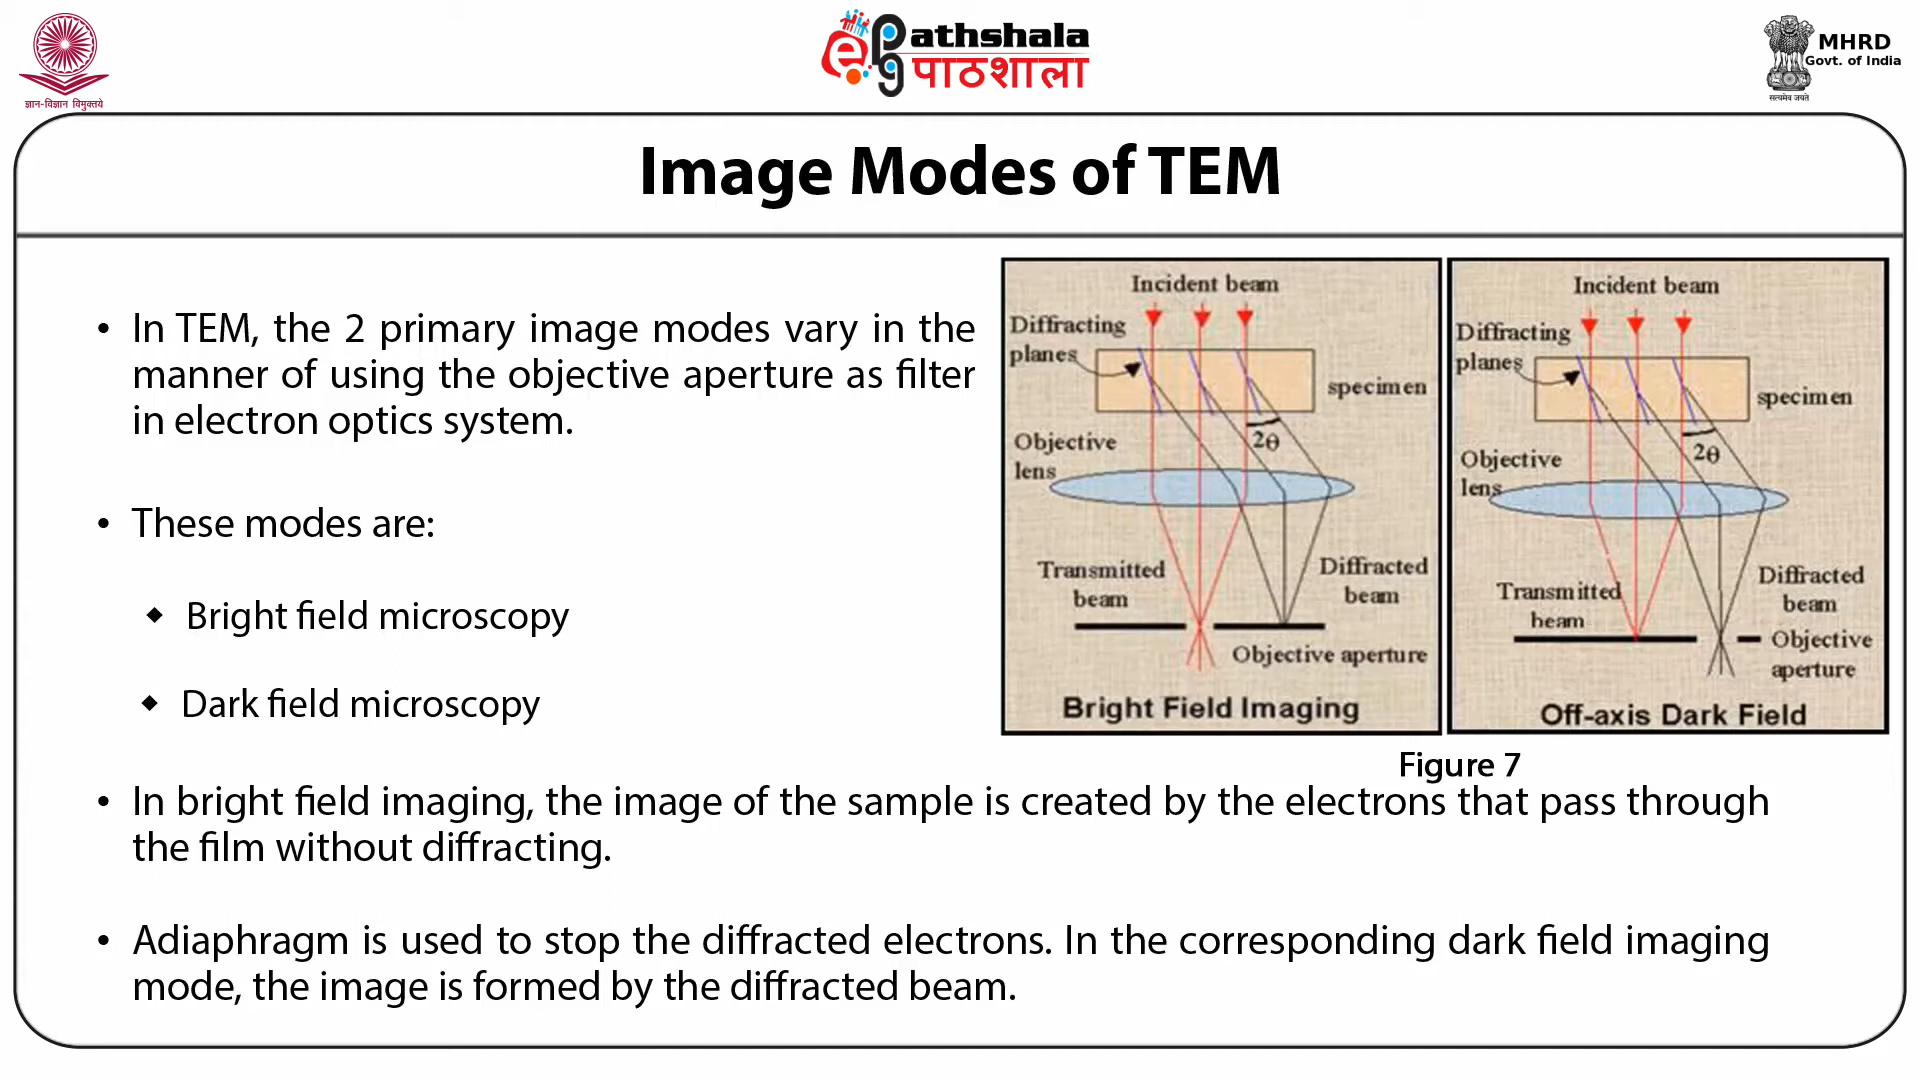 ज्ञान-विज्ञान विमुक्तये
ePathshala
पाठशाला
MHRD
Govt. of India
सत्यमेव जयते
Image Modes of TEM
• In TEM, the 2 primary image modes vary in the
manner of using the objective aperture as filter
in electron optics system.
• These modes are:
◆ Bright field microscopy
◆ Dark field microscopy
Incident beam
Diffracting
planes
specimen
2θ
Objective
lens
Transmitted
beam
Diffracted
beam
Objective aperture
Bright Field Imaging
Incident beam
Diffracting
planes
specimen
2θ
Objective
lens
Transmitted
beam
Diffracted
beam
Objective
aperture
Off-axis Dark Field
Figure 7
• In bright field imaging, the image of the sample is created by the electrons that pass through
the film without diffracting.
• Adiaphragm is used to stop the diffracted electrons. In the corresponding dark field imaging
mode, the image is formed by the diffracted beam.